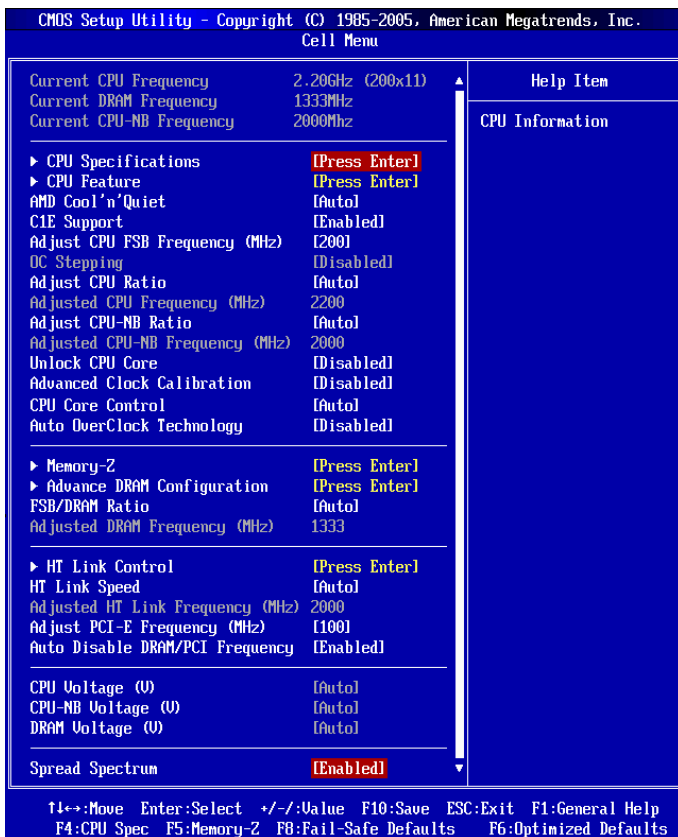 CMOS Setup Utility - Copyright (C) 1985-2005, American Megatrends, Inc.
Cell Menu
Current CPU Frequency 2.20GHz (200x11)
Current DRAM Frequency 1333MHz
Current CPU-NB Frequency 2000Mhz
Help Item
CPU Information
▶ CPU Specifications [Press Enter]
▶ CPU Feature [Press Enter]
AMD Cool'n'Quiet [Auto]
C1E Support [Enabled]
Adjust CPU FSB Frequency (MHz) [200]
OC Stepping [Disabled]
Adjust CPU Ratio [Auto]
Adjusted CPU Frequency (MHz) 2200
Adjust CPU-NB Ratio [Auto]
Adjusted CPU-NB Frequency (MHz) 2000
Unlock CPU Core [Disabled]
Advanced Clock Calibration [Disabled]
CPU Core Control [Auto]
Auto OverClock Technology [Disabled]
▶ Memory-Z [Press Enter]
▶ Advance DRAM Configuration [Press Enter]
FSB/DRAM Ratio [Auto]
Adjusted DRAM Frequency (MHz) 1333
▶ HT Link Control [Press Enter]
HT Link Speed [Auto]
Adjusted HT Link Frequency (MHz) 2000
Adjust PCI-E Frequency (MHz) [100]
Auto Disable DRAM/PCI Frequency [Enabled]
CPU Voltage (V) [Auto]
CPU-NB Voltage (V) [Auto]
DRAM Voltage (V) [Auto]
Spread Spectrum [Enabled]
↑↓←→:Move Enter:Select +/-/:Value F10:Save ESC:Exit F1:General Help
F4:CPU Spec F5:Memory-Z F8:Fail-Safe Defaults F6:Optimized Defaults